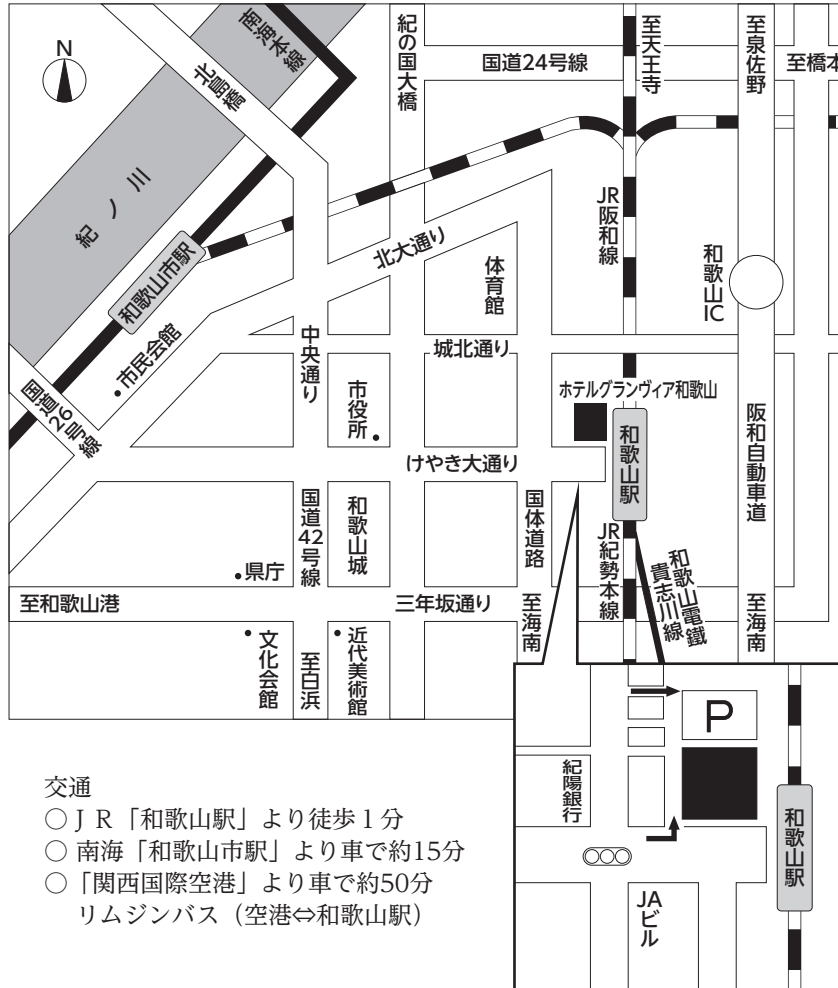 N
南海本線
北島橋
紀の国大橋
国道24号線
至天王寺
至泉佐野
至橋本
紀ノ川
和歌山市駅
北大通り
体育館
JR阪和線
和歌山IC
市民会館
中央通り
城北通り
国道26号線
市役所
ホテルグランヴィア和歌山
和歌山駅
阪和自動車道
けやき大通り
国道42号線
和歌山城
国体道路
JR紀勢本線
和歌山電鐵
貴志川線
県庁
至和歌山港
三年坂通り
至海南
至海南
文化会館
至白浜
近代美術館
P
紀陽銀行
和歌山駅
JAビル
交通
○ＪＲ「和歌山駅」より徒歩１分
○南海「和歌山市駅」より車で約15分
○「関西国際空港」より車で約50分
リムジンバス（空港⇔和歌山駅）